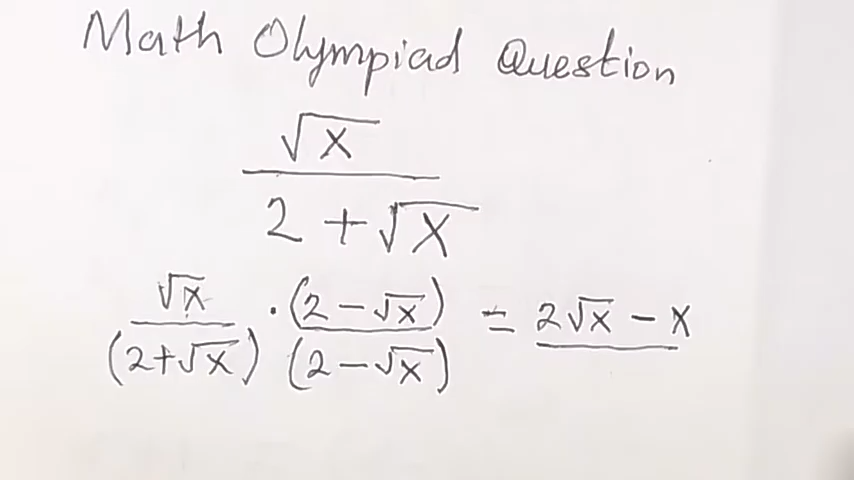 Math Olympiad Question
√x
2 + √x
√x/(2+√x) · (2 − √x)/(2 − √x) = 2√x − x